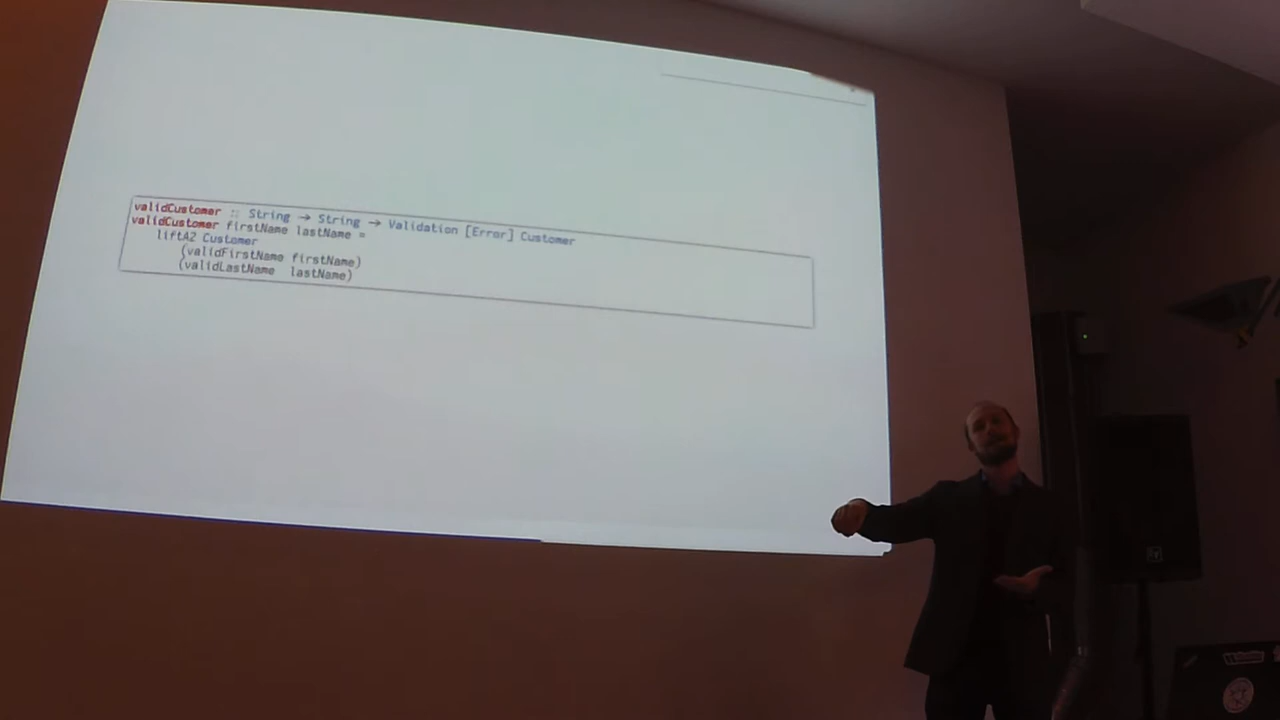 validCustomer :: String → String → Validation [Error] Customer
validCustomer firstName lastName =
liftA2 Customer
(validFirstName firstName)
(validLastName lastName)